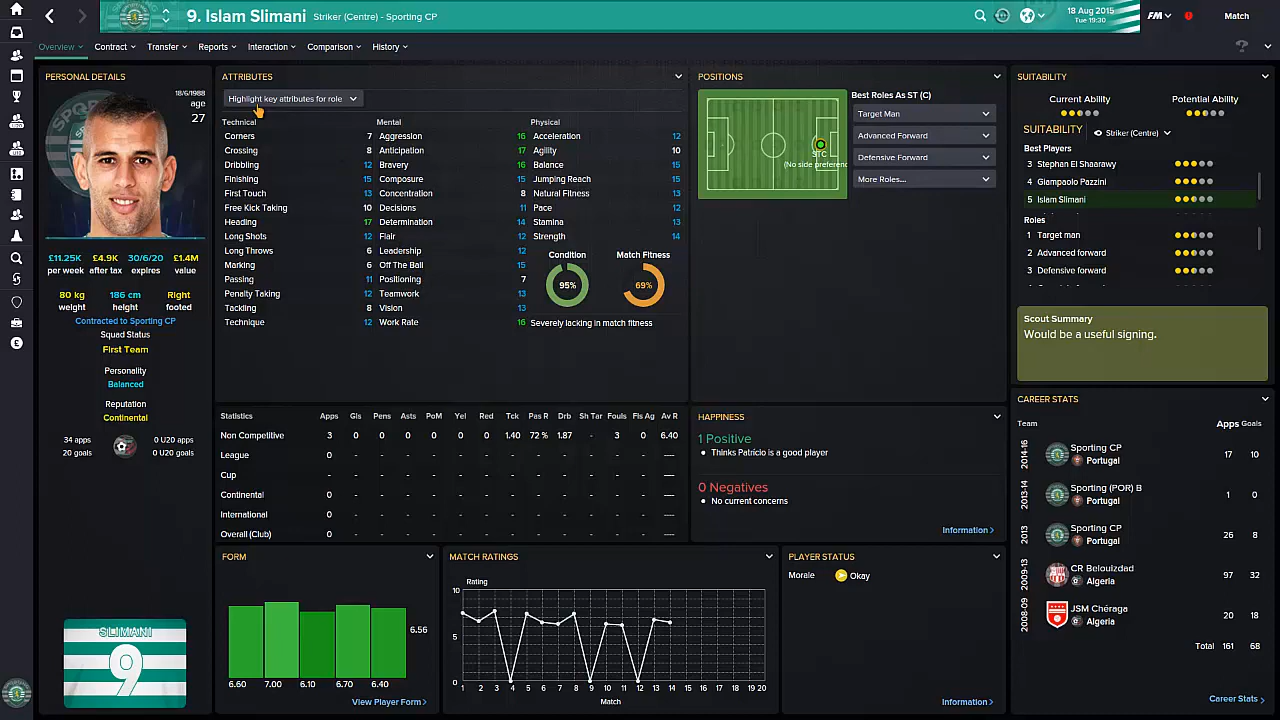 9. Islam Slimani Striker (Centre) - Sporting CP
18 Aug 2015
Tue 19:30
FM
Match
Overview Contract Transfer Reports Interaction Comparison History
PERSONAL DETAILS
18/6/1988
age
27
£11.25K £4.9K 30/6/20 £1.4M
per week after tax expires value
80 kg 186 cm Right
weight height footed
Contracted to Sporting CP
Squad Status
First Team
Personality
Balanced
Reputation
Continental
34 apps 0 U20 apps
20 goals 0 U20 goals
SLIMANI
9
ATTRIBUTES
Highlight key attributes for role
Technical Mental Physical
Corners 7 Aggression 16 Acceleration 12
Crossing 8 Anticipation 17 Agility 10
Dribbling 12 Bravery 16 Balance 15
Finishing 15 Composure 15 Jumping Reach 15
First Touch 13 Concentration 8 Natural Fitness 13
Free Kick Taking 10 Decisions 11 Pace 12
Heading 17 Determination 14 Stamina 13
Long Shots 12 Flair 12 Strength 14
Long Throws 6 Leadership 12
Marking 6 Off The Ball 15
Passing 11 Positioning 7
Penalty Taking 12 Teamwork 13
Tackling 8 Vision 13
Technique 12 Work Rate 16
Condition Match Fitness
95% 69%
Severely lacking in match fitness
Statistics Apps Gls Pens Asts PoM Yel Red Tck Pas R Drb Sh Tar Fouls Fls Ag Av R
Non Competitive 3 0 0 0 0 0 0 1.40 72 % 1.87 - 3 0 6.40
League 0 - - - - - - - - - - - - ----
Cup 0 - - - - - - - - - - - - ----
Continental 0 - - - - - - - - - - - - ----
International 0 - - - - - - - - - - - - ----
Overall (Club) 0 - - - - - - - - - - - - ----
FORM
6.56
6.60 7.00 6.10 6.70 6.40
View Player Form >
MATCH RATINGS
Rating
10
5
0
1 2 3 4 5 6 7 8 9 10 11 12 13 14 15 16 17 18 19 20
Match
POSITIONS
STC
(No side preferenc
Best Roles As ST (C)
Target Man
Advanced Forward
Defensive Forward
More Roles...
HAPPINESS
1 Positive
• Thinks Patrício is a good player
0 Negatives
• No current concerns
Information >
PLAYER STATUS
Morale Okay
Information >
SUITABILITY
Current Ability Potential Ability
SUITABILITY Striker (Centre)
Best Players
3 Stephan El Shaarawy
4 Giampaolo Pazzini
5 Islam Slimani
Roles
1 Target man
2 Advanced forward
3 Defensive forward
Scout Summary
Would be a useful signing.
CAREER STATS
Team Apps Goals
2014-16 Sporting CP 17 10
Portugal
2013-14 Sporting (POR) B 1 0
Portugal
2013 Sporting CP 26 8
Portugal
2009-13 CR Belouizdad 97 32
Algeria
2008-09 JSM Chéraga 20 18
Algeria
Total 161 68
Career Stats >